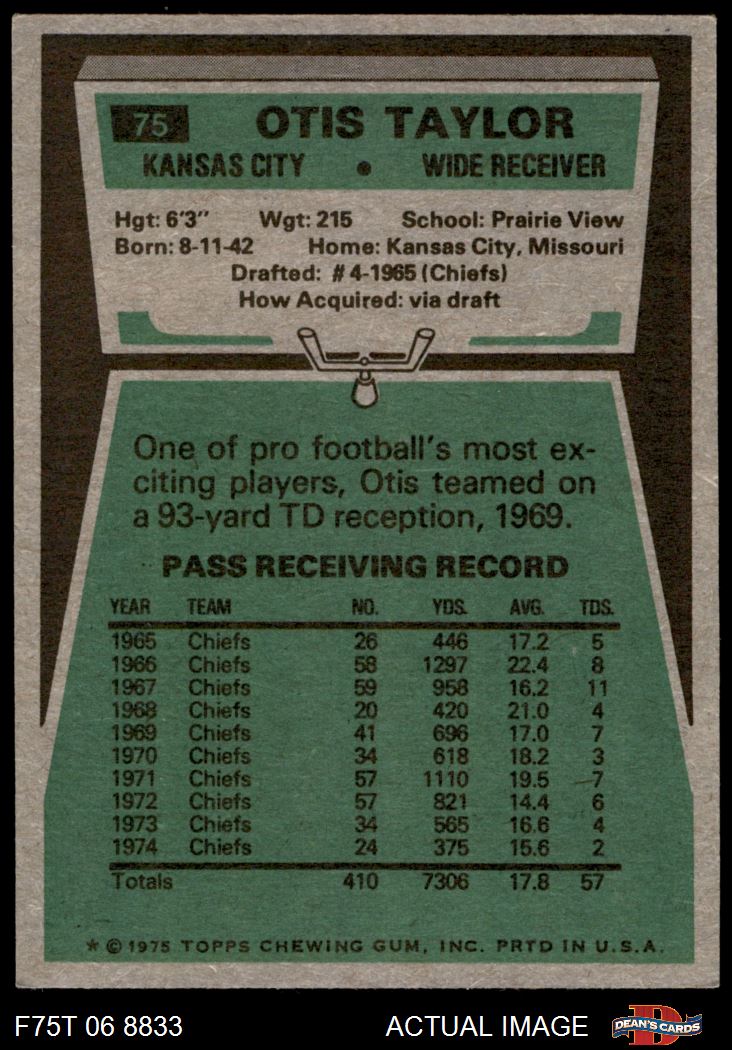 75 OTIS TAYLOR
KANSAS CITY • WIDE RECEIVER
Hgt: 6'3" Wgt: 215 School: Prairie View
Born: 8-11-42 Home: Kansas City, Missouri
Drafted: #4-1965 (Chiefs)
How Acquired: via draft
One of pro football's most ex-
citing players, Otis teamed on
a 93-yard TD reception, 1969.
PASS RECEIVING RECORD
YEAR TEAM NO. YDS. AVG. TDS.
1965 Chiefs 26 446 17.2 5
1966 Chiefs 58 1297 22.4 8
1967 Chiefs 59 958 16.2 11
1968 Chiefs 20 420 21.0 4
1969 Chiefs 41 696 17.0 7
1970 Chiefs 34 618 18.2 3
1971 Chiefs 57 1110 19.5 7
1972 Chiefs 57 821 14.4 6
1973 Chiefs 34 565 16.6 4
1974 Chiefs 24 375 15.6 2
Totals 410 7306 17.8 57
* © 1975 TOPPS CHEWING GUM, INC. PRTD IN U.S.A.
F75T 06 8833 ACTUAL IMAGE D DEAN'S CARDS